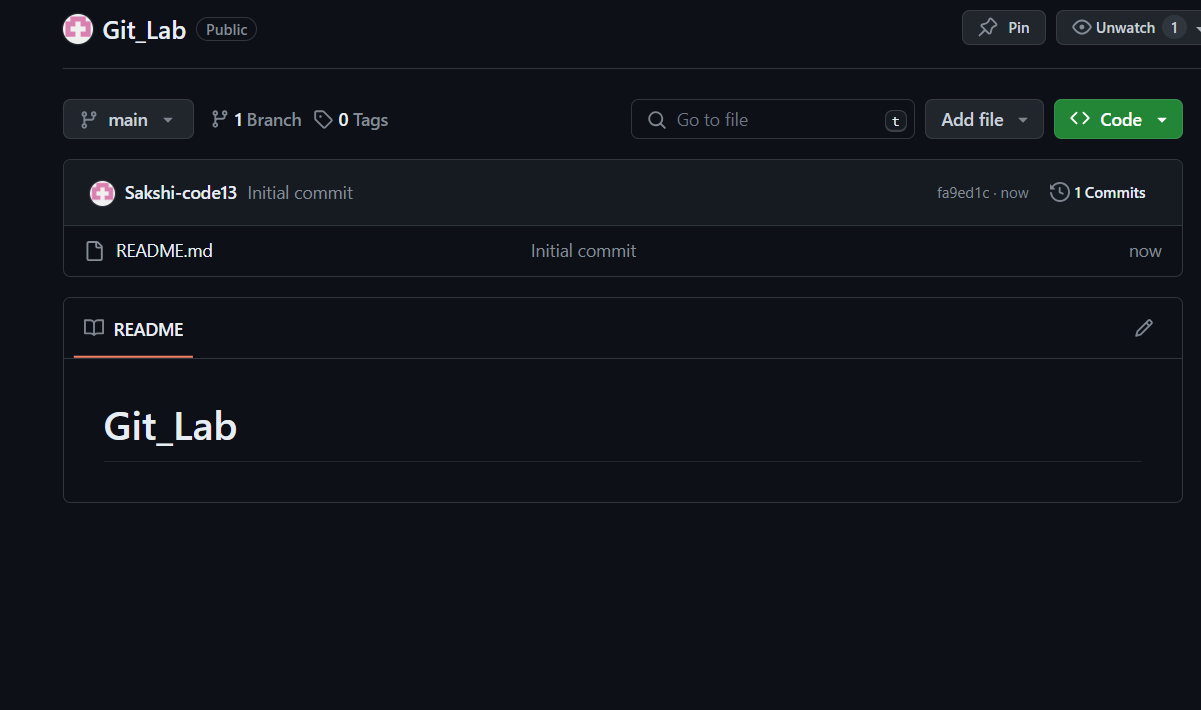 Git_Lab Public Pin Unwatch 1
main 1 Branch 0 Tags Go to file t Add file Code
Sakshi-code13 Initial commit fa9ed1c · now 1 Commits
README.md Initial commit now
README
Git_Lab